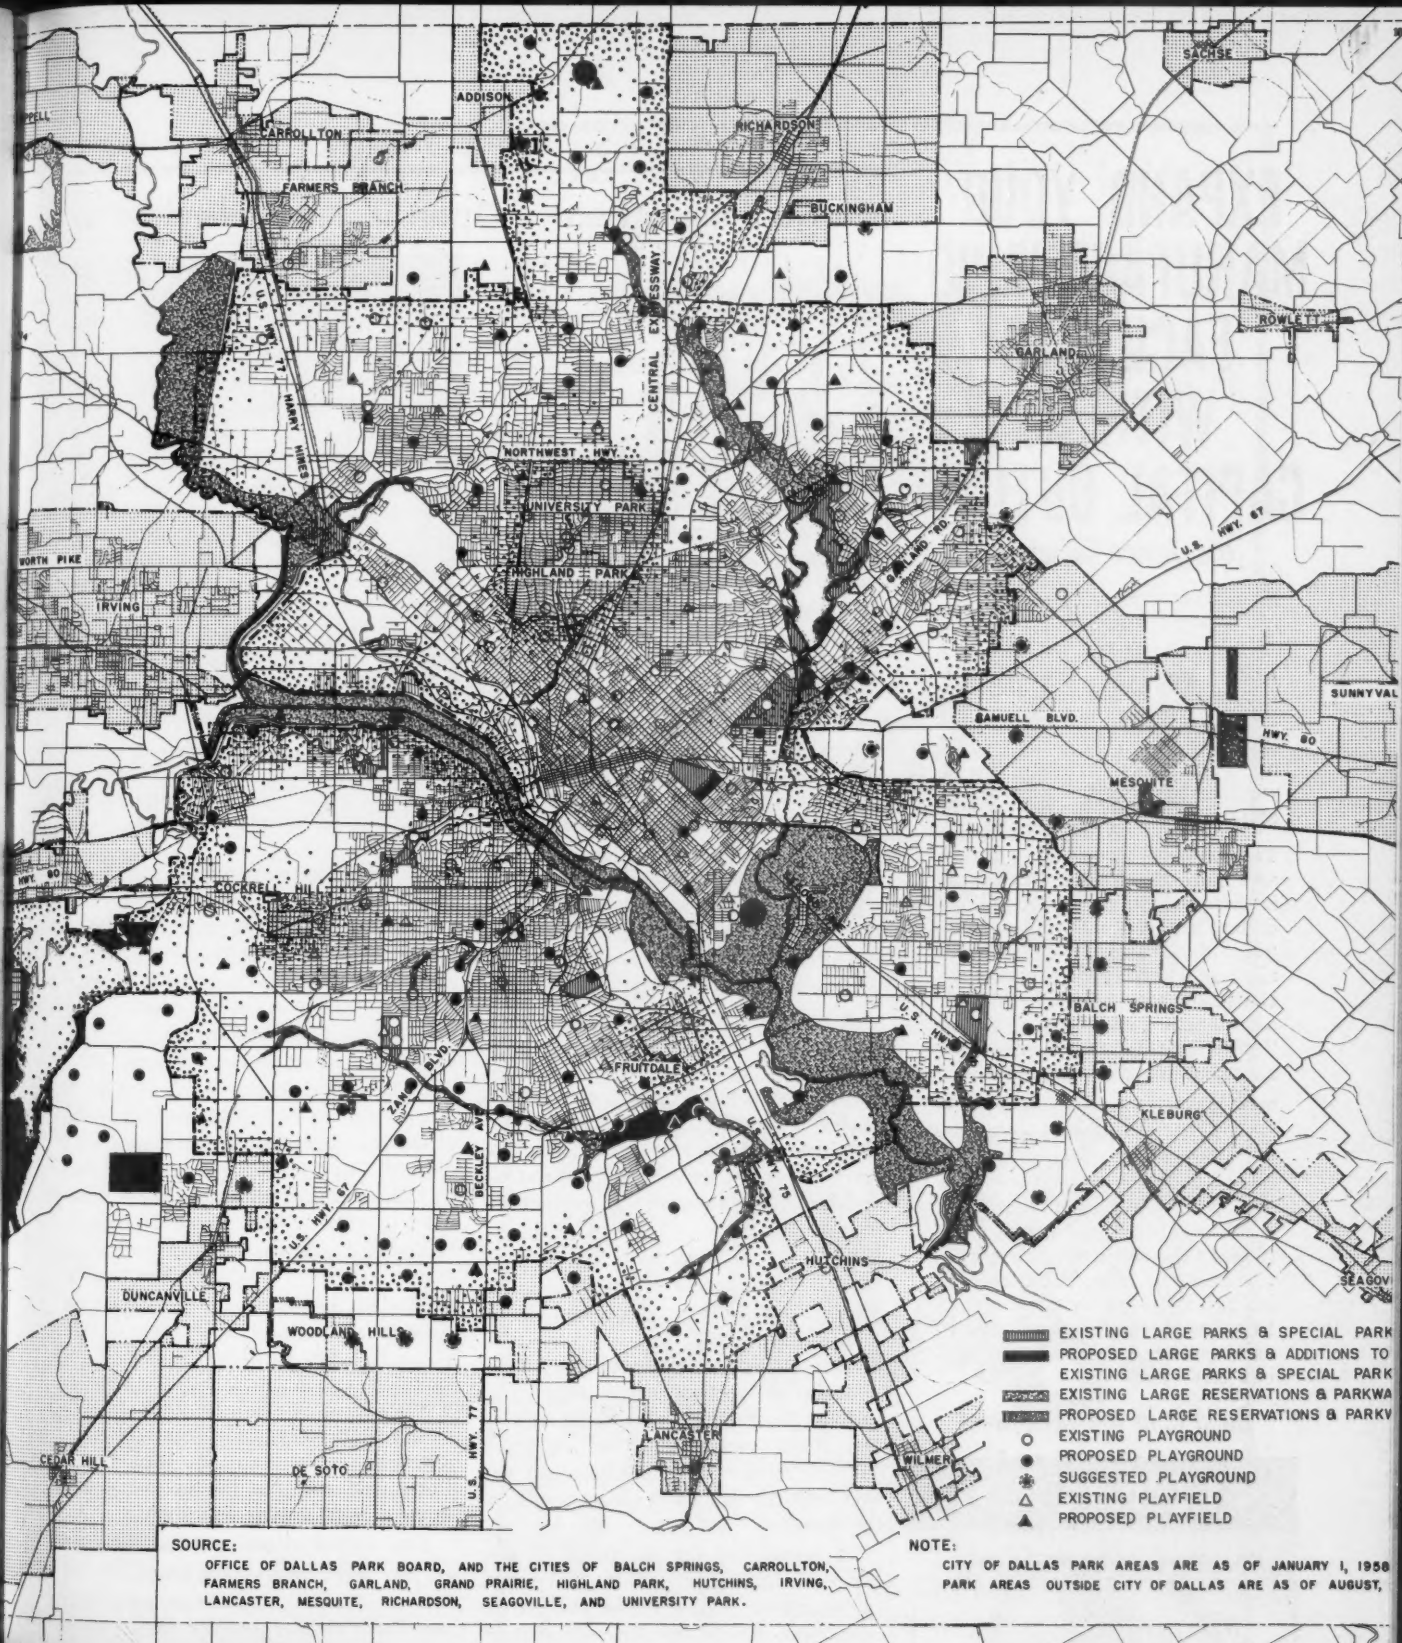 SACHSE
ADDISON
CARROLLTON
RICHARDSON
FARMERS BRANCH
BUCKINGHAM
CENTRAL EXPRESSWAY
U.S. HWY. 77
HARRY HINES
ROWLETT
GARLAND
NORTHWEST HWY.
UNIVERSITY PARK
GARLAND RD.
U.S. HWY. 67
WORTH PIKE
HIGHLAND PARK
IRVING
SUNNYVAL
SAMUELL BLVD.
HWY. 80
MESQUITE
HWY. 80
COCKRELL HILL
BALCH SPRINGS
U.S. HWY.
FRUITDALE
ZANG BLVD.
KLEBURG
BECKLEY AV.
U.S. HWY. 75
U.S. HWY. 67
HUTCHINS
SEAGOVI
DUNCANVILLE
WOODLAND HILLS
EXISTING LARGE PARKS & SPECIAL PARK
PROPOSED LARGE PARKS & ADDITIONS TO
EXISTING LARGE PARKS & SPECIAL PARK
EXISTING LARGE RESERVATIONS & PARKWA
PROPOSED LARGE RESERVATIONS & PARKW
EXISTING PLAYGROUND
PROPOSED PLAYGROUND
SUGGESTED PLAYGROUND
EXISTING PLAYFIELD
PROPOSED PLAYFIELD
U.S. HWY. 77
LANCASTER
WILMER
CEDAR HILL
DE SOTO
SOURCE:
OFFICE OF DALLAS PARK BOARD, AND THE CITIES OF BALCH SPRINGS, CARROLLTON,
FARMERS BRANCH, GARLAND, GRAND PRAIRIE, HIGHLAND PARK, HUTCHINS, IRVING,
LANCASTER, MESQUITE, RICHARDSON, SEAGOVILLE, AND UNIVERSITY PARK.
NOTE:
CITY OF DALLAS PARK AREAS ARE AS OF JANUARY 1, 1958
PARK AREAS OUTSIDE CITY OF DALLAS ARE AS OF AUGUST,